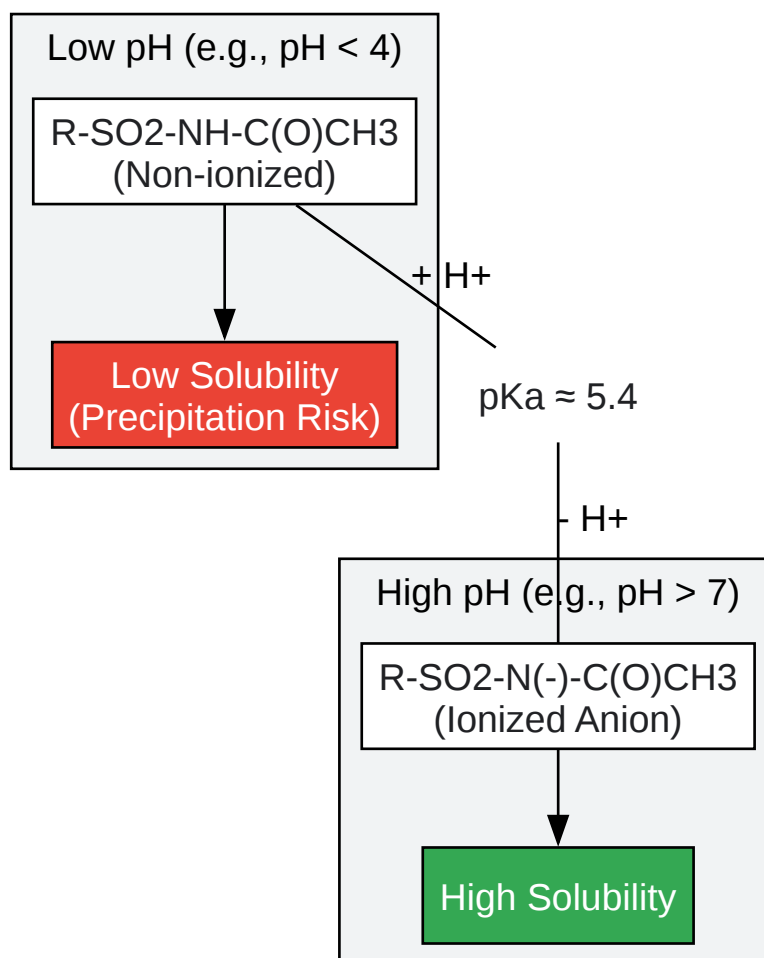 Low pH (e.g., pH < 4)
R-SO2-NH-C(O)CH3
(Non-ionized)
+ H+
Low Solubility
(Precipitation Risk)
pKa ≈ 5.4
- H+
High pH (e.g., pH > 7)
R-SO2-N(-)-C(O)CH3
(Ionized Anion)
High Solubility